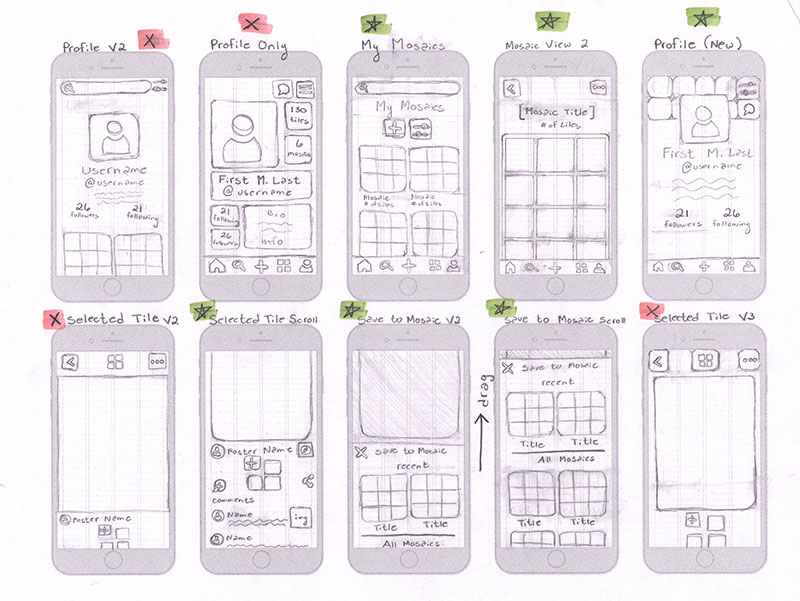 Profile V2
Username
@username
26
followers
21
following
Profile Only
130
tiles
6
First M. Last
@username
21
following
26
followers
Bio
info
My Mosaics
My Mosaics
Mosaic
# of tiles
Mosaic
# of tiles
Mosaic View 2
[Mosaic Title]
# of tiles
Profile (New)
First M. Last
@username
21
followers
26
following
Selected Tile V2
Poster Name
Selected Tile Scroll
Poster Name
comments
Name
img
Name
Save to Mosaic V2
Save to Mosaic
recent
Title
Title
All Mosaics
drag
Save to Mosaic Scroll
Save to Mosaic
recent
Title
Title
All Mosaics
Title
Title
Selected Tile V3